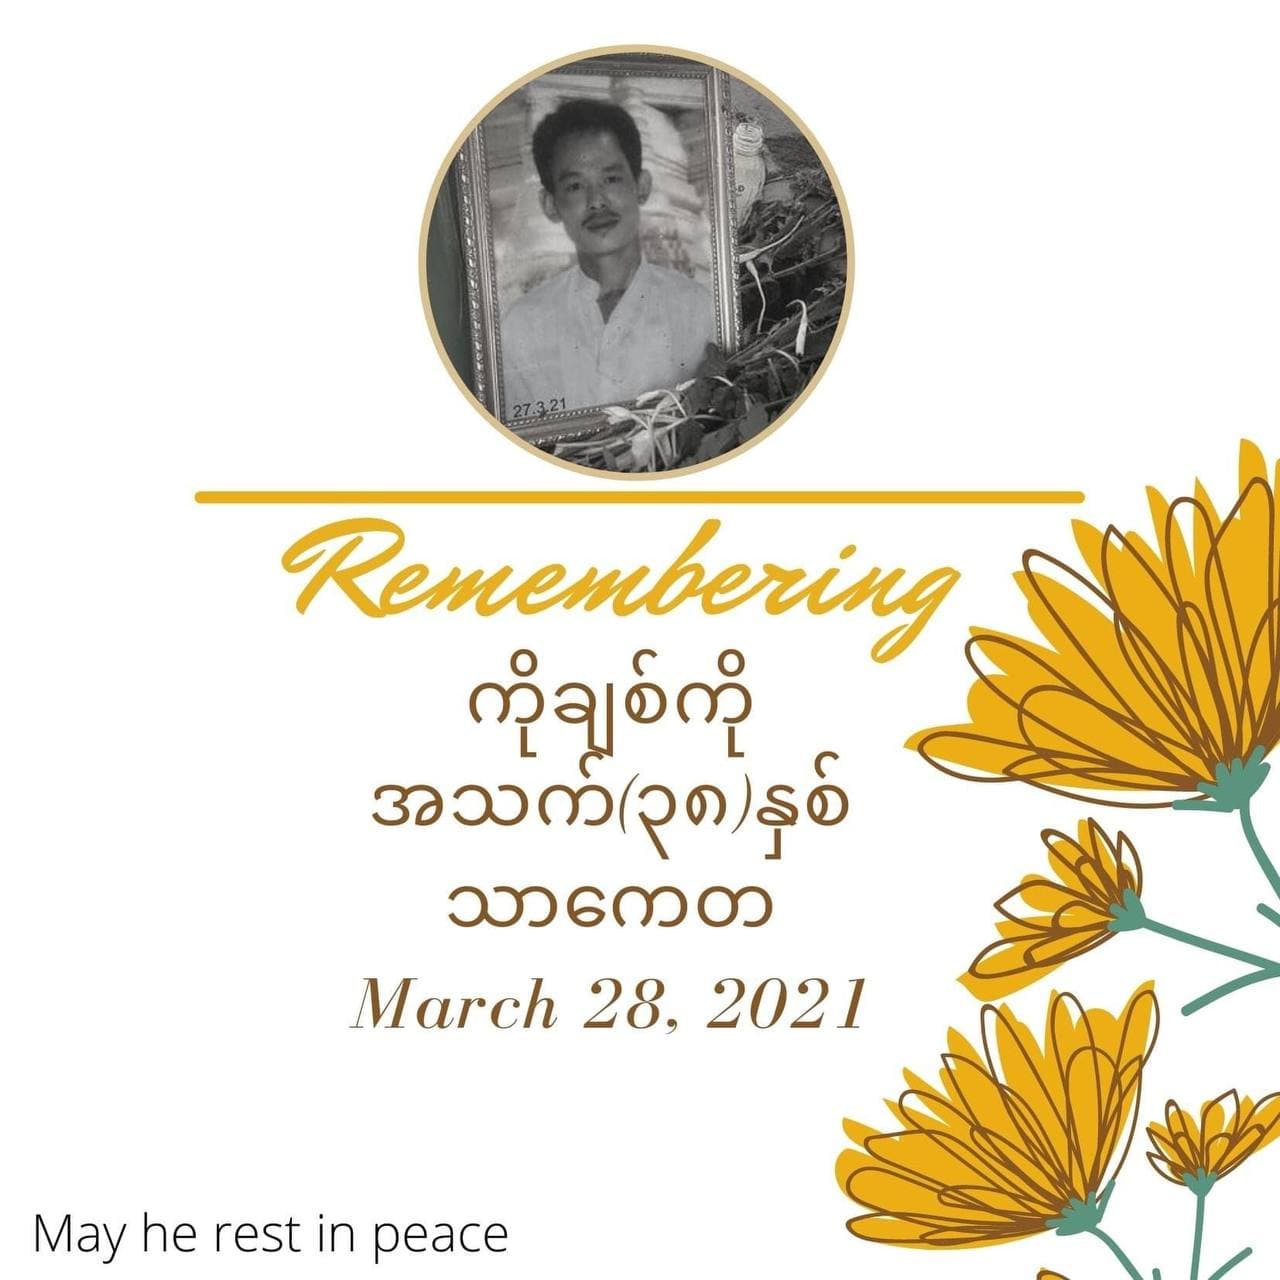 27.3.21
Remembering
ကိုချစ်ကို
အသက်(၃၈)နှစ်
သာကေတ
March 28, 2021
May he rest in peace